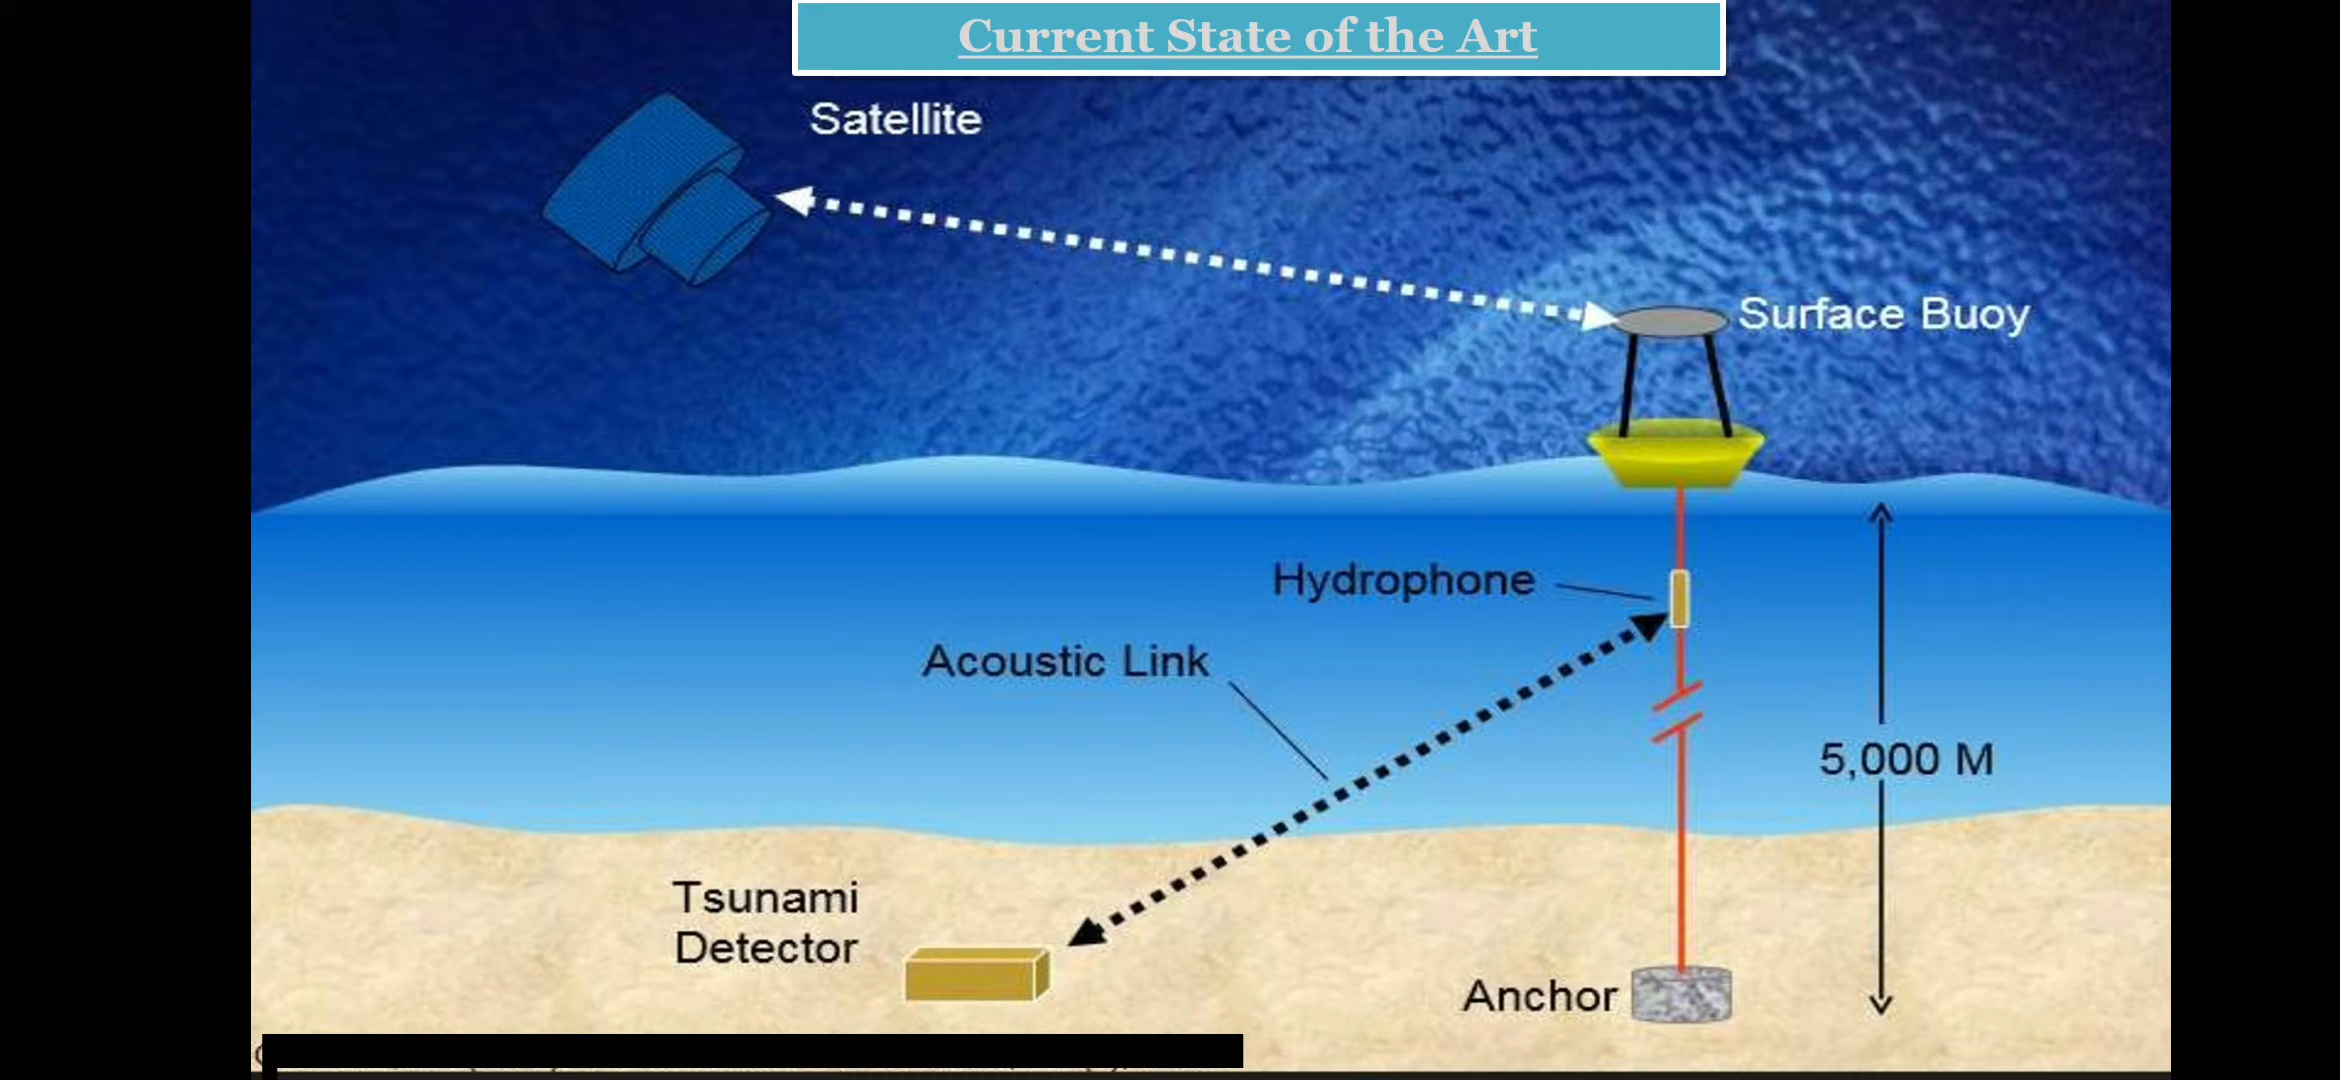 Current State of the Art
Satellite
Surface Buoy
Hydrophone
Acoustic Link
5,000 M
Tsunami
Detector
Anchor